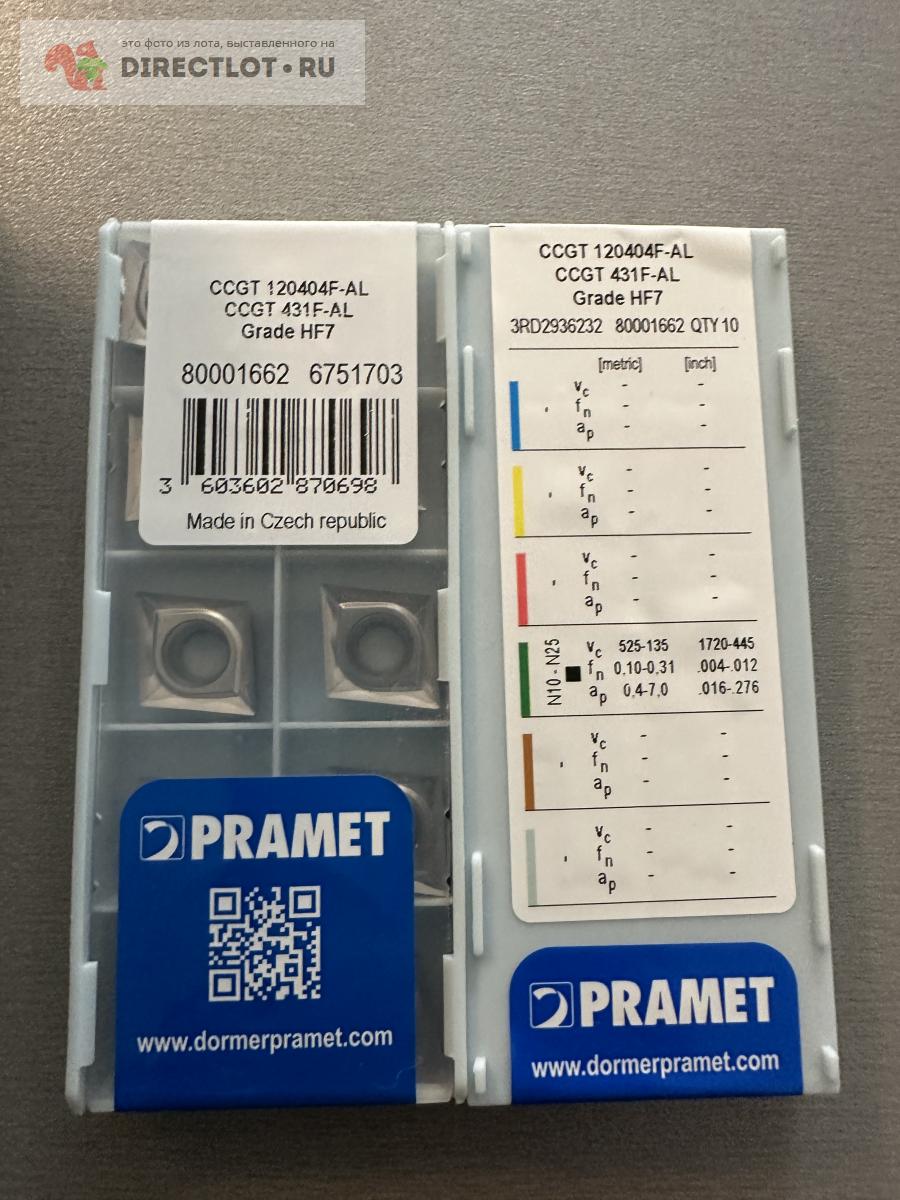 это фото из лота, выставленного на
DIRECTLOT•RU
CCGT 120404F-AL
CCGT 431F-AL
Grade HF7
80001662 6751703
3 603602 870698
Made in Czech republic
PRAMET
www.dormerpramet.com
CCGT 120404F-AL
CCGT 431F-AL
Grade HF7
3RD2936232 80001662 QTY 10
[metric] [inch]
vc - -
fn - -
ap - -
vc - -
fn - -
ap - -
vc - -
fn - -
ap - -
N10 - N25
vc 525-135 1720-445
fn 0,10-0,31 .004-.012
ap 0,4-7,0 .016-.276
vc - -
fn - -
ap - -
vc - -
fn - -
ap - -
PRAMET
www.dormerpramet.com